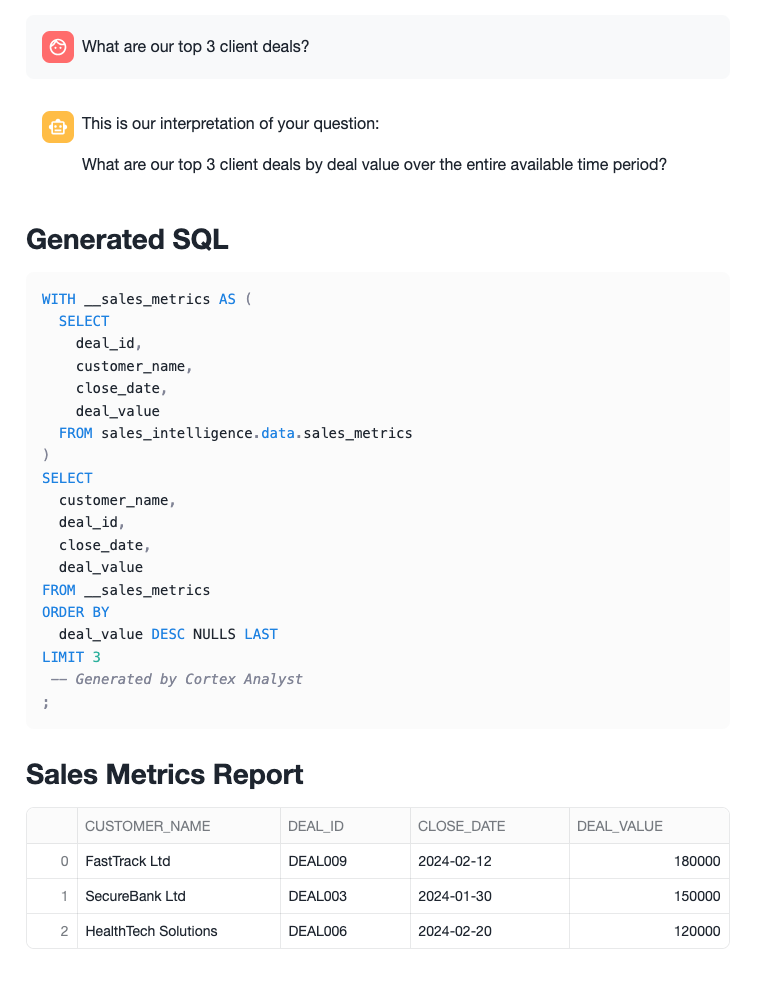 What are our top 3 client deals?
This is our interpretation of your question:
What are our top 3 client deals by deal value over the entire available time period?
Generated SQL
WITH __sales_metrics AS (
  SELECT
    deal_id,
    customer_name,
    close_date,
    deal_value
  FROM sales_intelligence.data.sales_metrics
)
SELECT
  customer_name,
  deal_id,
  close_date,
  deal_value
FROM __sales_metrics
ORDER BY
  deal_value DESC NULLS LAST
LIMIT 3
 -- Generated by Cortex Analyst
;
Sales Metrics Report
CUSTOMER_NAME DEAL_ID CLOSE_DATE DEAL_VALUE
0 FastTrack Ltd DEAL009 2024-02-12 180000
1 SecureBank Ltd DEAL003 2024-01-30 150000
2 HealthTech Solutions DEAL006 2024-02-20 120000